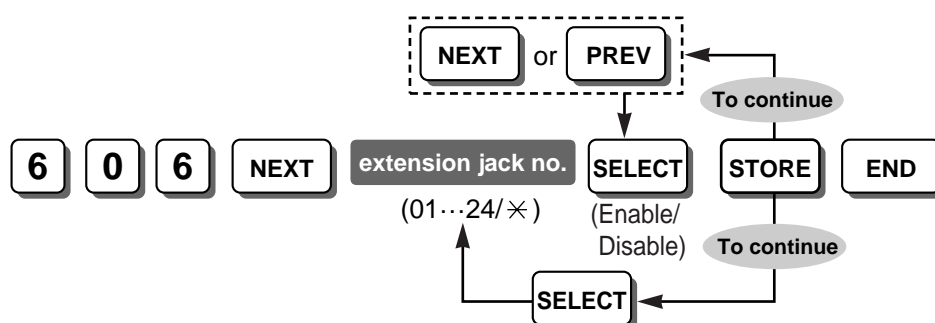 NEXT or PREV
To continue
6 0 6 NEXT extension jack no. SELECT STORE END
(01···24/✳) (Enable/
Disable)
To continue
SELECT